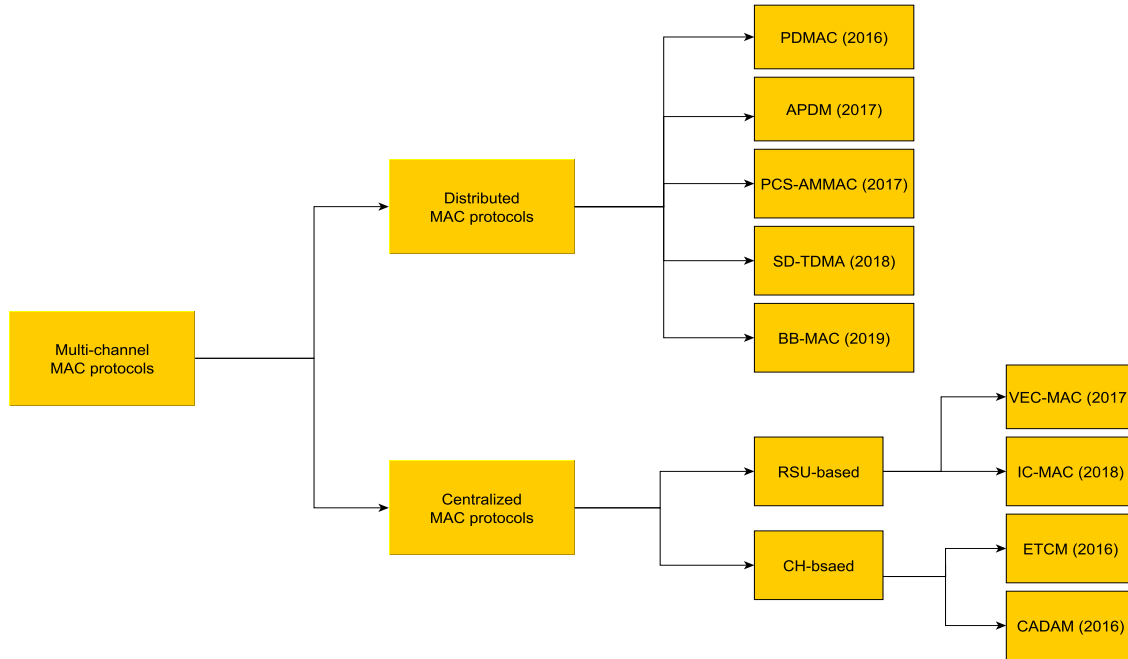 PDMAC (2016)
APDM (2017)
Distributed
MAC protocols
PCS-AMMAC (2017)
SD-TDMA (2018)
BB-MAC (2019)
Multi-channel
MAC protocols
VEC-MAC (2017
RSU-based
IC-MAC (2018)
Centralized
MAC protocols
ETCM (2016)
CH-bsaed
CADAM (2016)